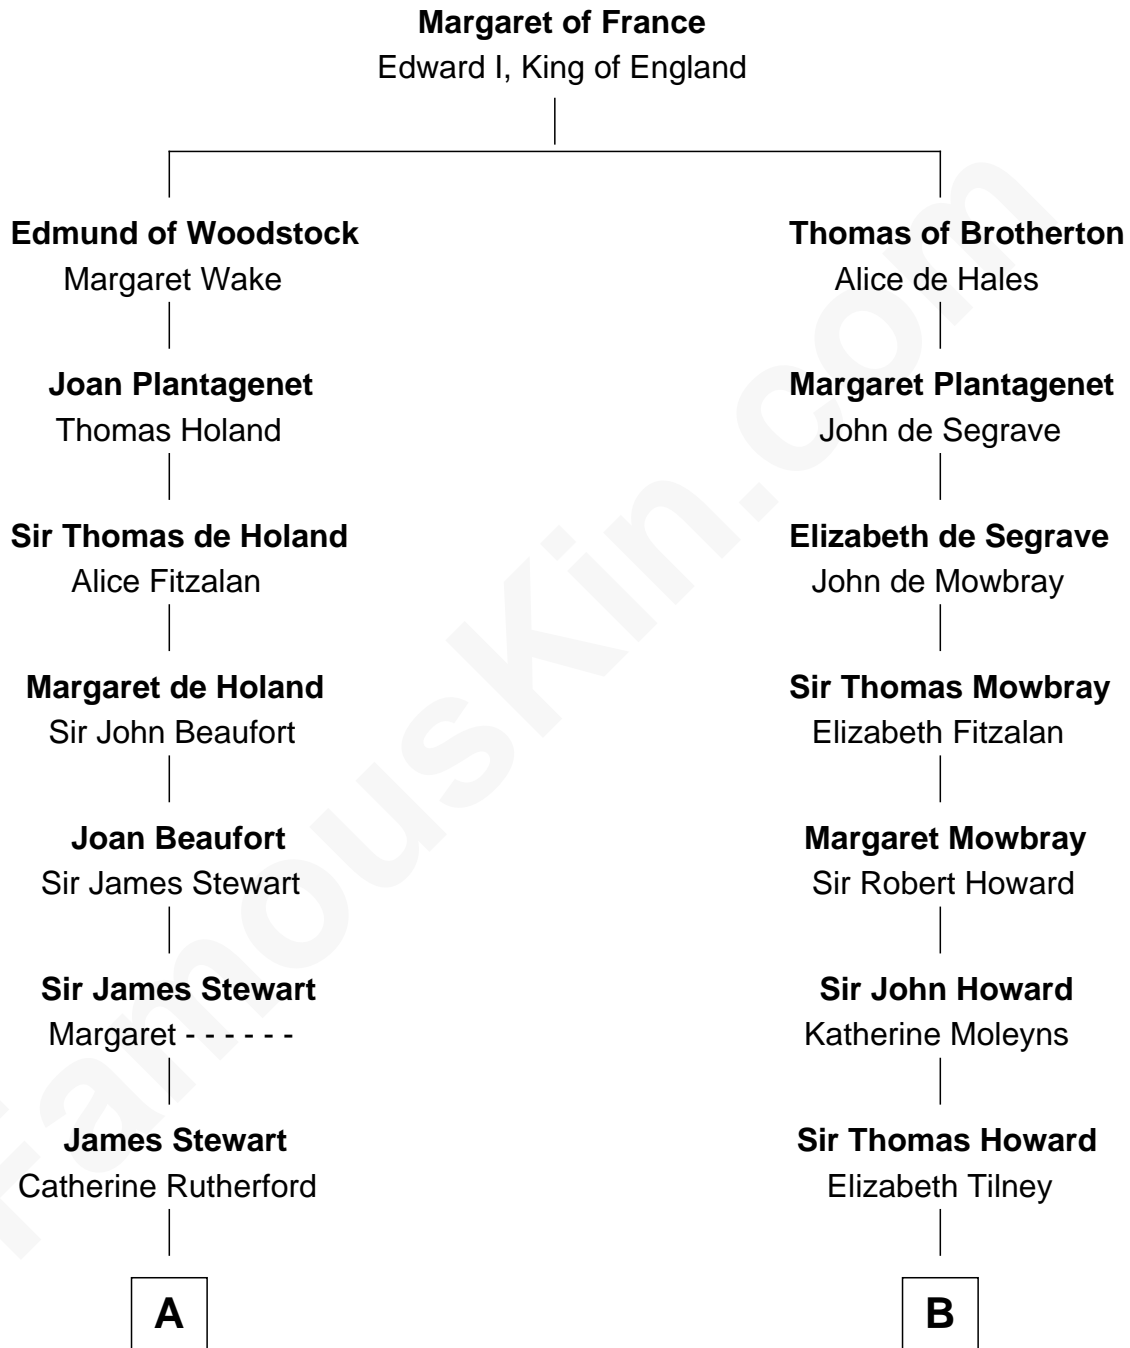 Margaret of France
Edward I, King of England
Edmund of Woodstock
Margaret Wake
Thomas of Brotherton
Alice de Hales
Joan Plantagenet
Thomas Holand
Margaret Plantagenet
John de Segrave
Sir Thomas de Holand
Alice Fitzalan
Elizabeth de Segrave
John de Mowbray
Margaret de Holand
Sir John Beaufort
Sir Thomas Mowbray
Elizabeth Fitzalan
Joan Beaufort
Sir James Stewart
Margaret Mowbray
Sir Robert Howard
Sir James Stewart
Margaret - - - - - -
Sir John Howard
Katherine Moleyns
James Stewart
Catherine Rutherford
Sir Thomas Howard
Elizabeth Tilney
A
B
FamousKin.com